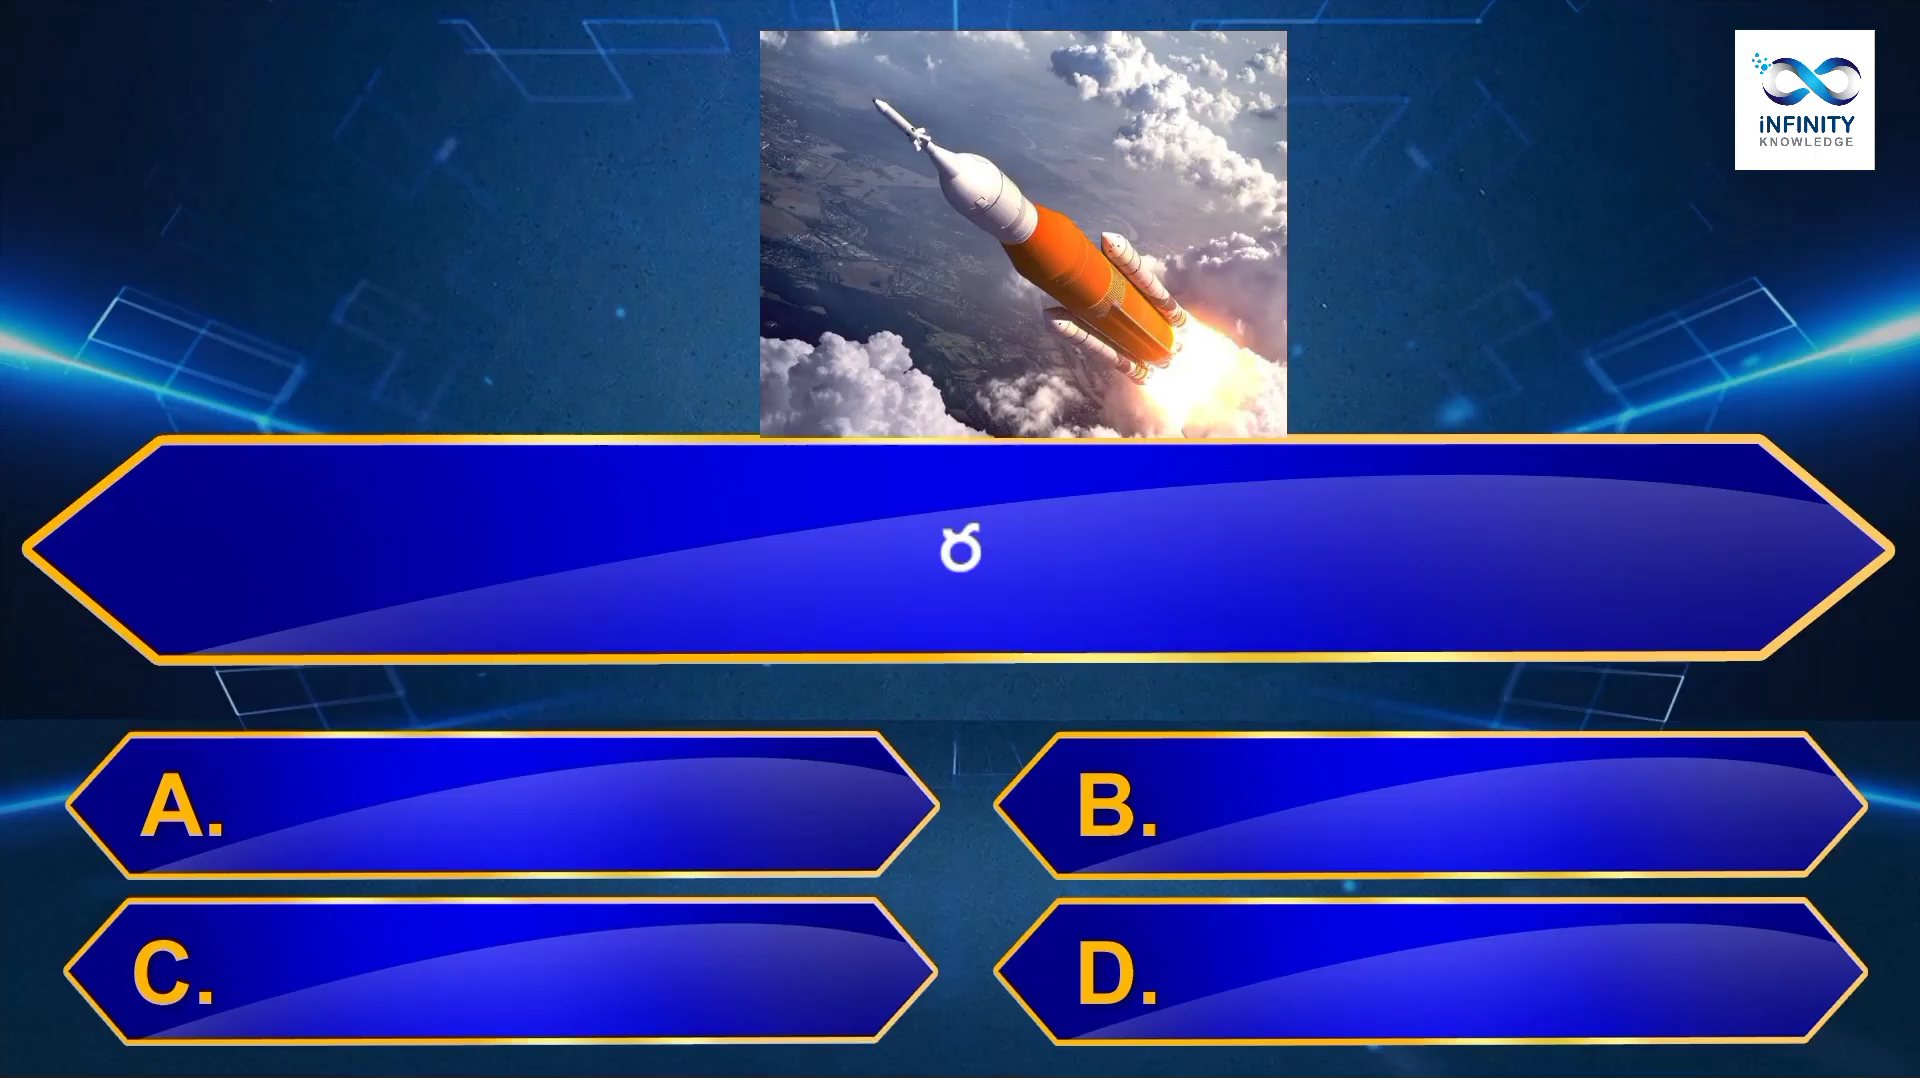 iNFINITY
KNOWLEDGE
ర
A.
B.
C.
D.